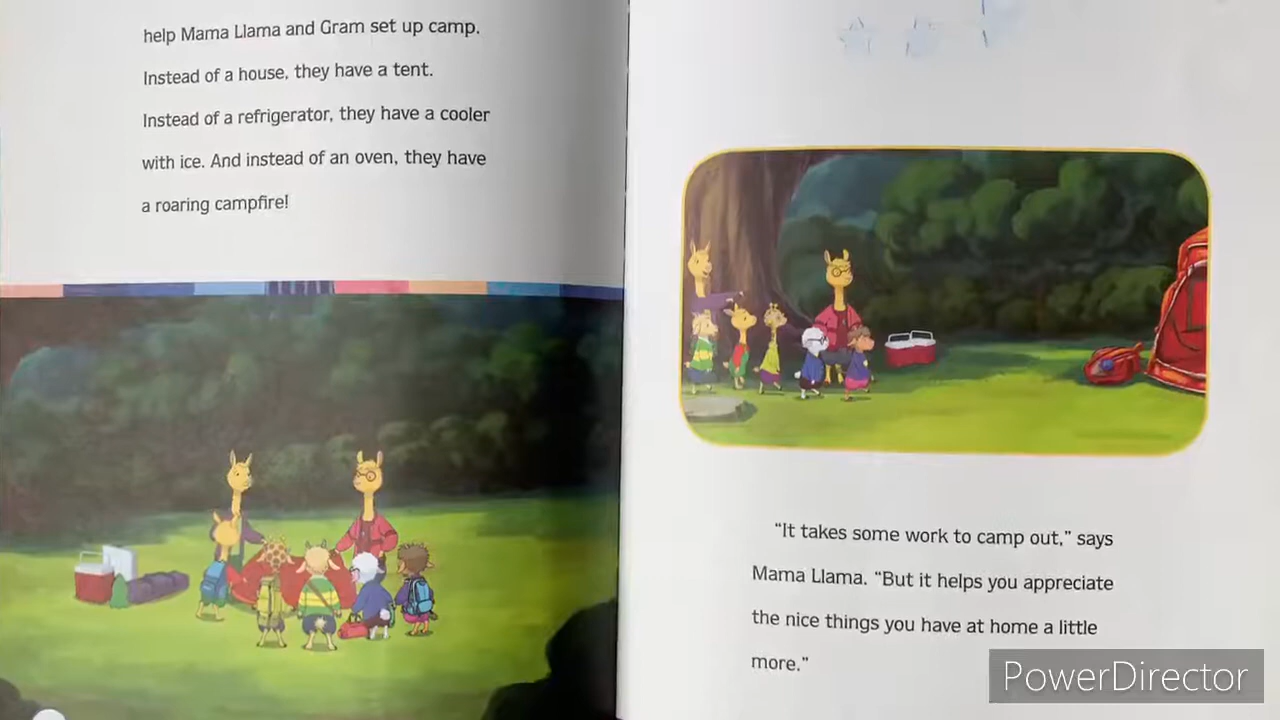 help Mama Llama and Gram set up camp.
Instead of a house, they have a tent.
Instead of a refrigerator, they have a cooler
with ice. And instead of an oven, they have
a roaring campfire!
“It takes some work to camp out,” says
Mama Llama. “But it helps you appreciate
the nice things you have at home a little
more.”
PowerDirector